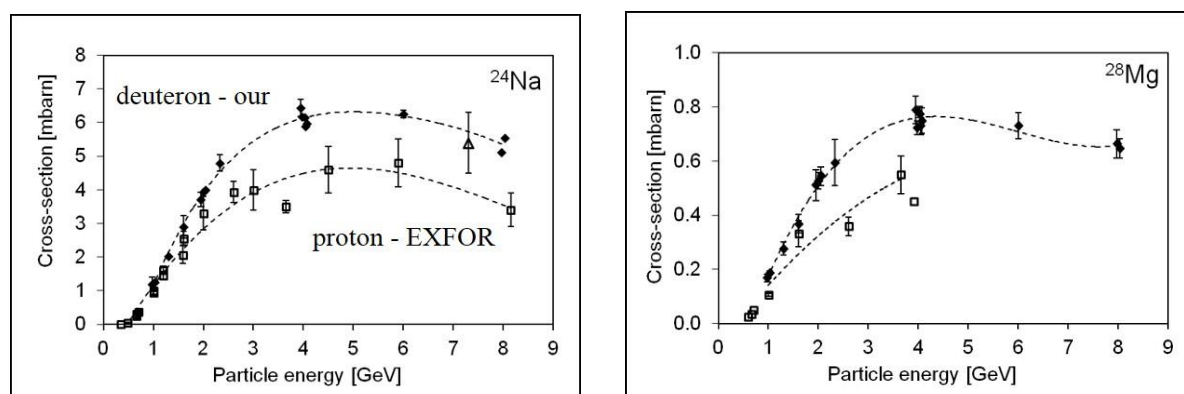 8
7
6
5
4
3
2
1
0
Cross-section [mbarn]
²⁴Na
deuteron - our
proton - EXFOR
0 1 2 3 4 5 6 7 8 9
Particle energy [GeV]
1.0
0.8
0.6
0.4
0.2
0.0
Cross-section [mbarn]
²⁸Mg
0 1 2 3 4 5 6 7 8 9
Particle energy [GeV]